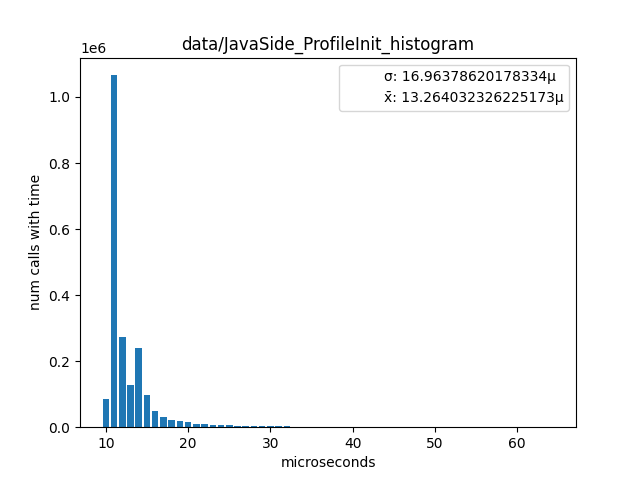 data/JavaSide_ProfileInit_histogram
1e6
σ: 16.96378620178334μ
x̄: 13.264032326225173μ
1.0
0.8
0.6
0.4
0.2
0.0
num calls with time
10 20 30 40 50 60
microseconds